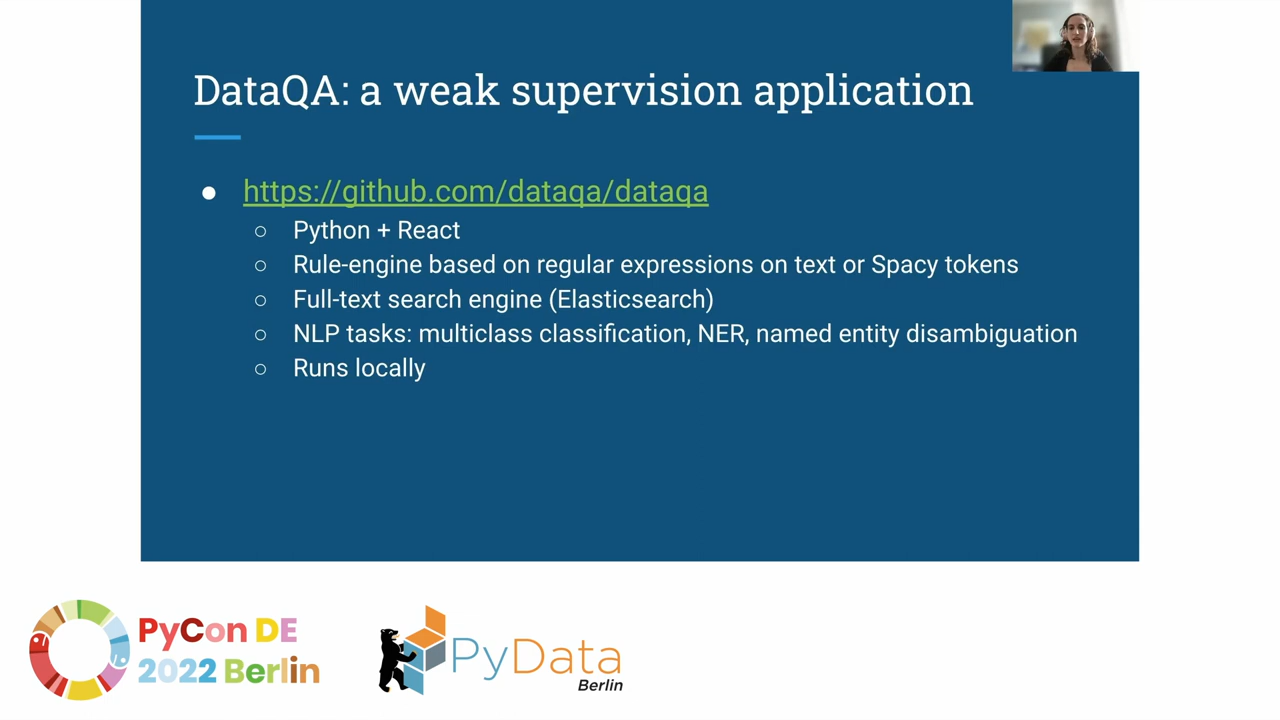 DataQA: a weak supervision application
● https://github.com/dataqa/dataqa
○ Python + React
○ Rule-engine based on regular expressions on text or Spacy tokens
○ Full-text search engine (Elasticsearch)
○ NLP tasks: multiclass classification, NER, named entity disambiguation
○ Runs locally
PyCon DE
2022 Berlin
PyData
Berlin